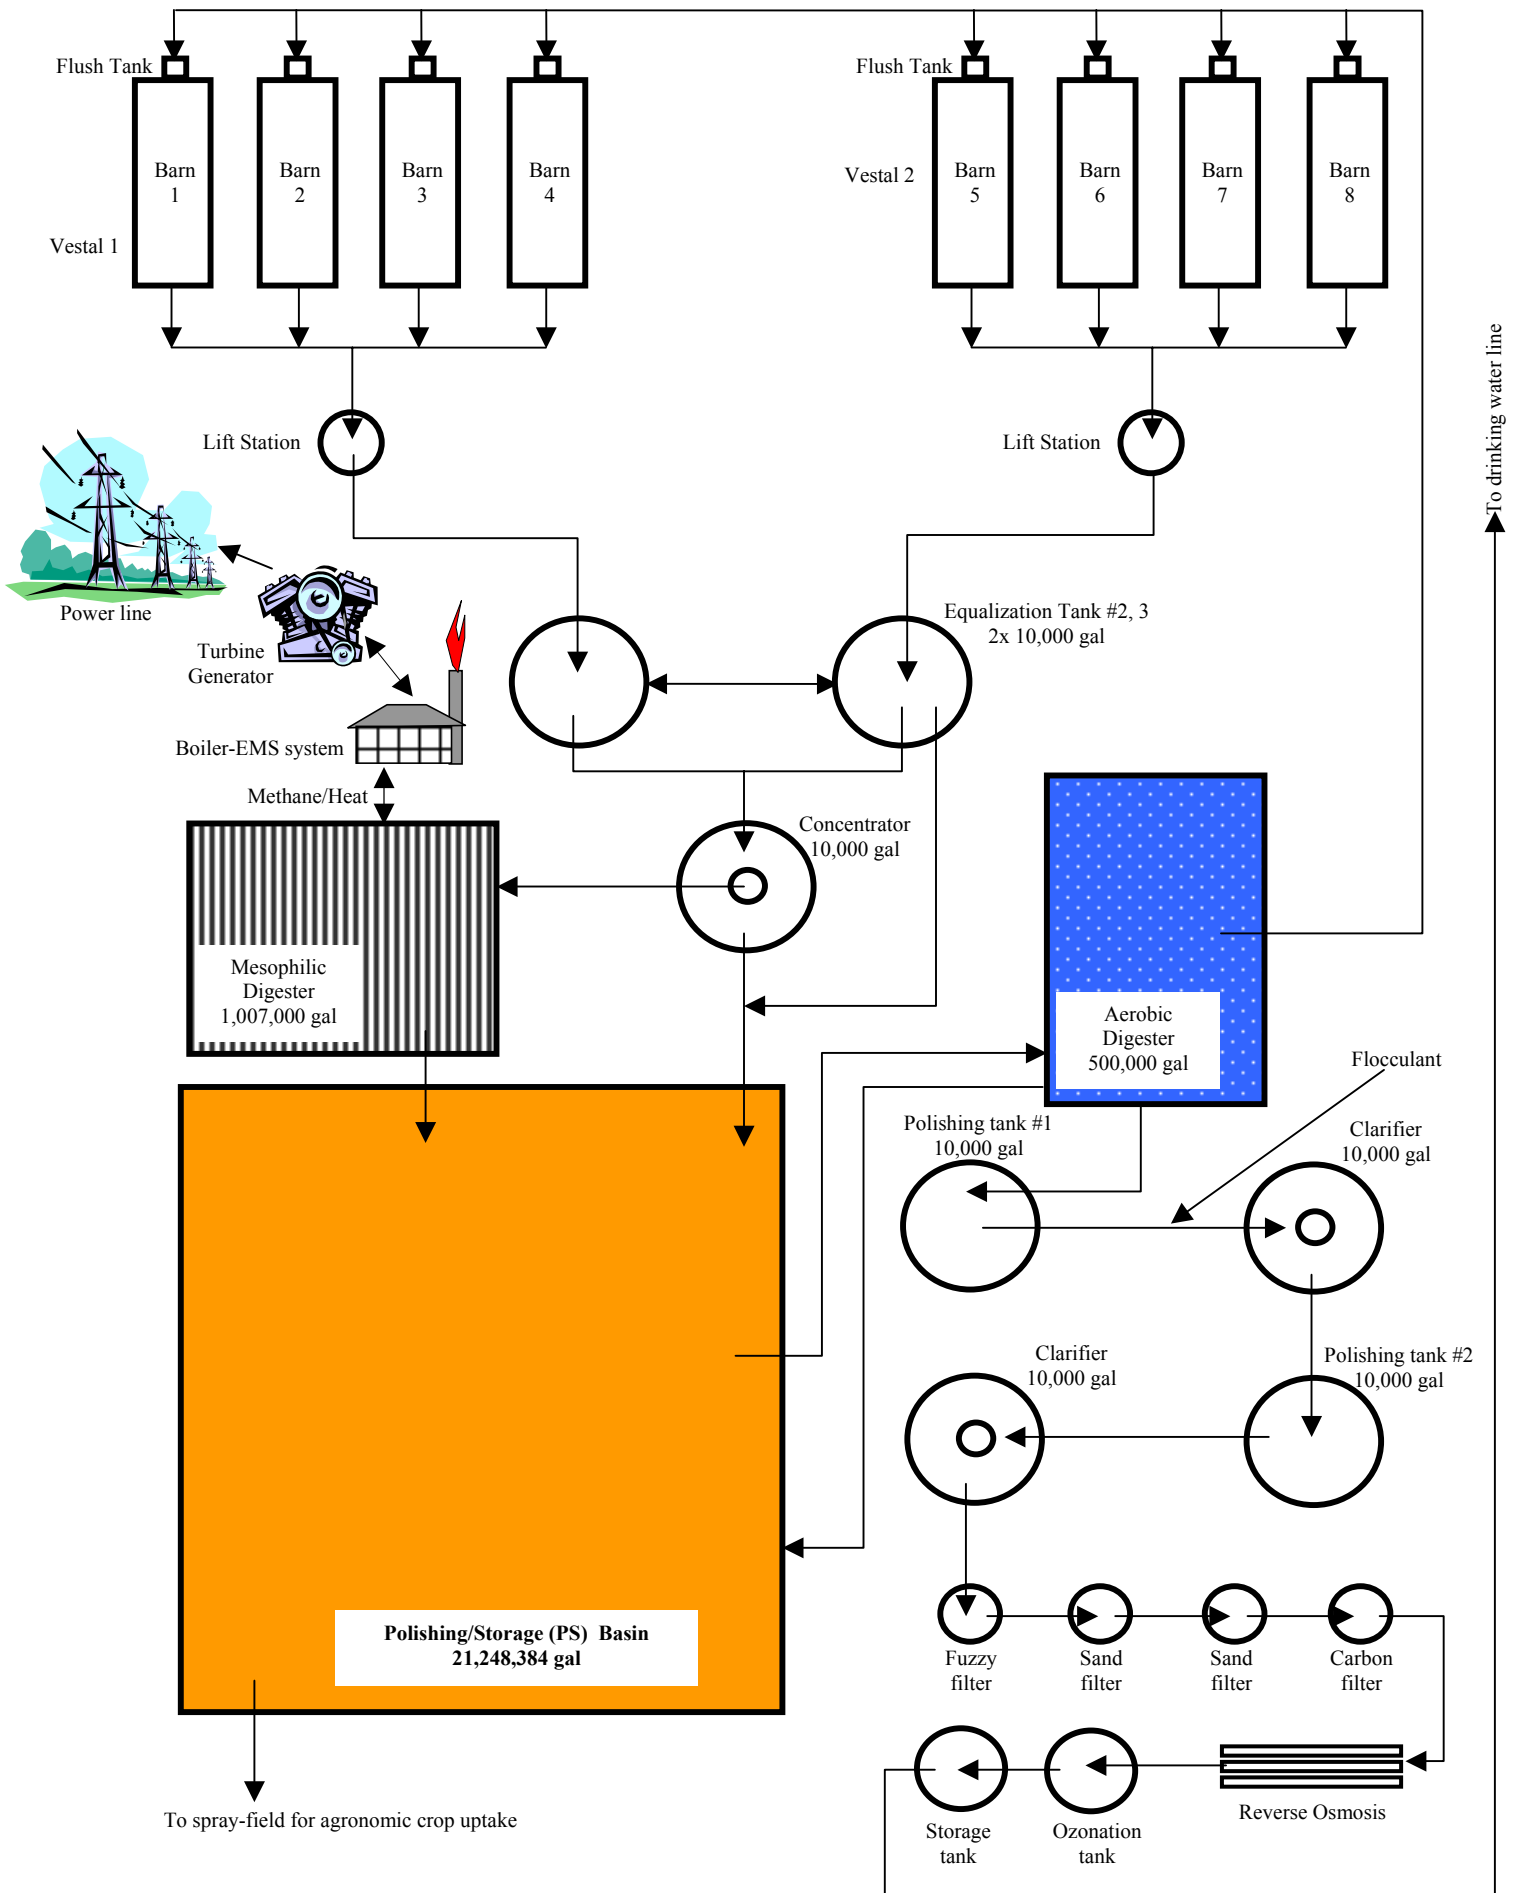 Flush Tank
Flush Tank
Barn
1
Barn
2
Barn
3
Barn
4
Vestal 2
Barn
5
Barn
6
Barn
7
Barn
8
Vestal 1
To drinking water line
Lift Station
Lift Station
Power line
Equalization Tank #2, 3
2x 10,000 gal
Turbine
Generator
Boiler-EMS system
Methane/Heat
Concentrator
10,000 gal
Mesophilic
Digester
1,007,000 gal
Aerobic
Digester
500,000 gal
Flocculant
Polishing tank #1
10,000 gal
Clarifier
10,000 gal
Clarifier
10,000 gal
Polishing tank #2
10,000 gal
Polishing/Storage (PS) Basin
21,248,384 gal
Fuzzy
filter
Sand
filter
Sand
filter
Carbon
filter
To spray-field for agronomic crop uptake
Storage
tank
Ozonation
tank
Reverse Osmosis